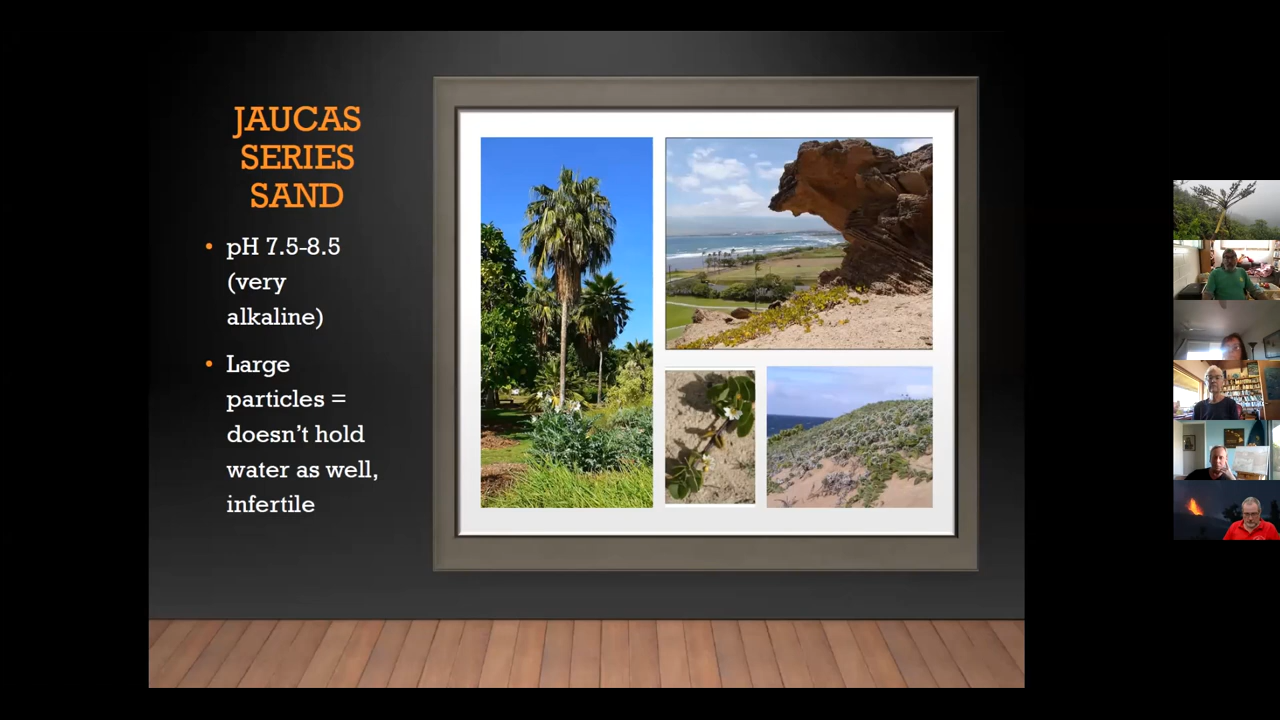 JAUCAS
SERIES
SAND
• pH 7.5-8.5
(very
alkaline)
• Large
particles =
doesn't hold
water as well,
infertile